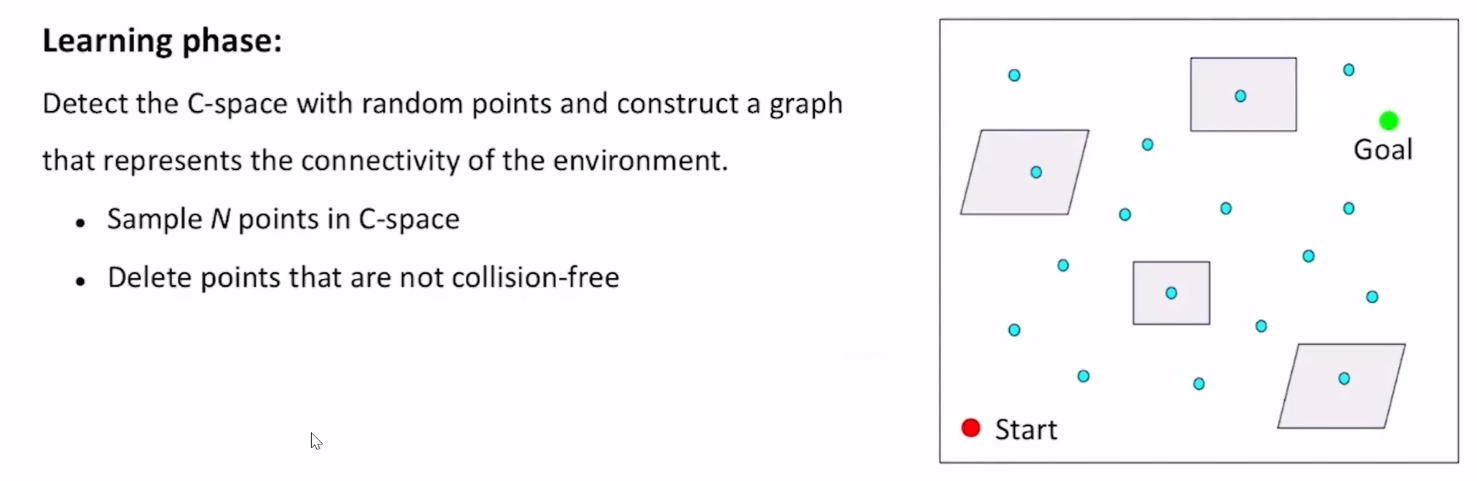 Learning phase:
Detect the C-space with random points and construct a graph
that represents the connectivity of the environment.
• Sample N points in C-space
• Delete points that are not collision-free
Goal
Start